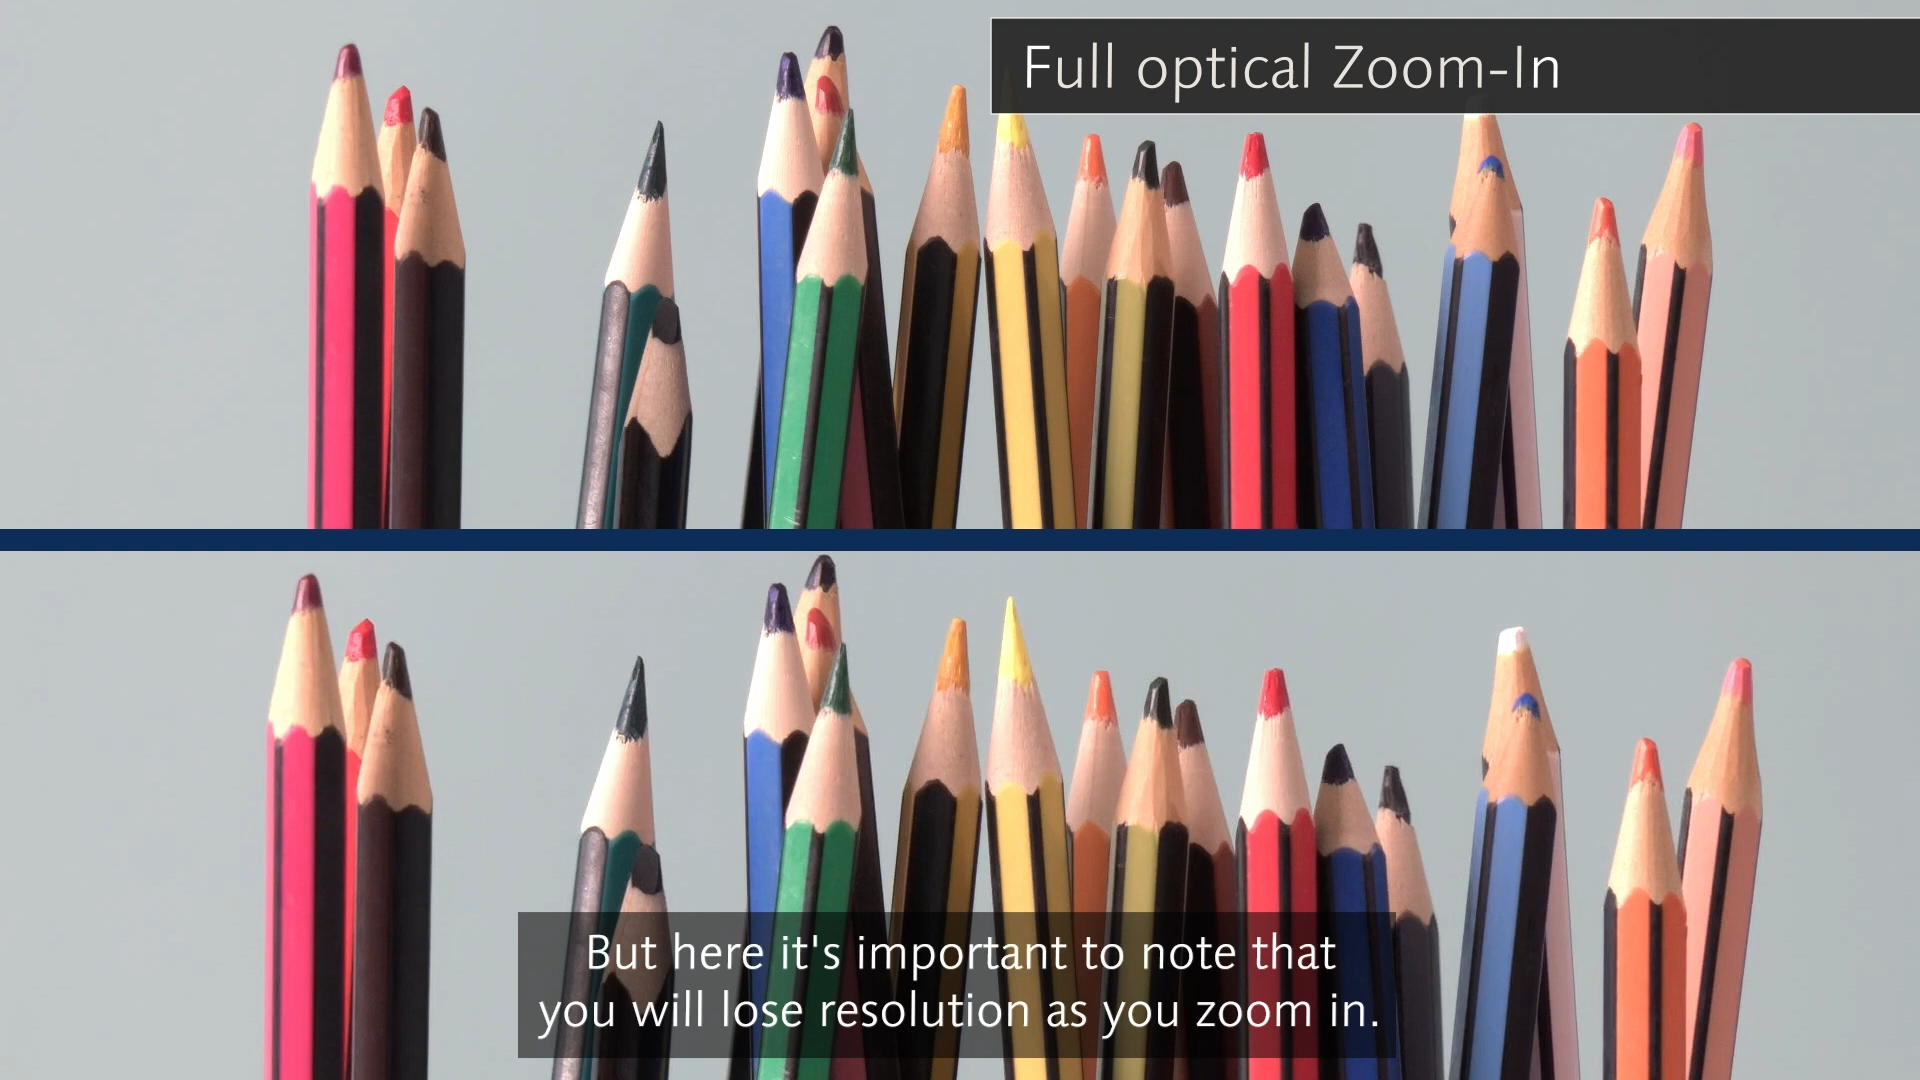 Full optical Zoom-In
But here it's important to note that
you will lose resolution as you zoom in.